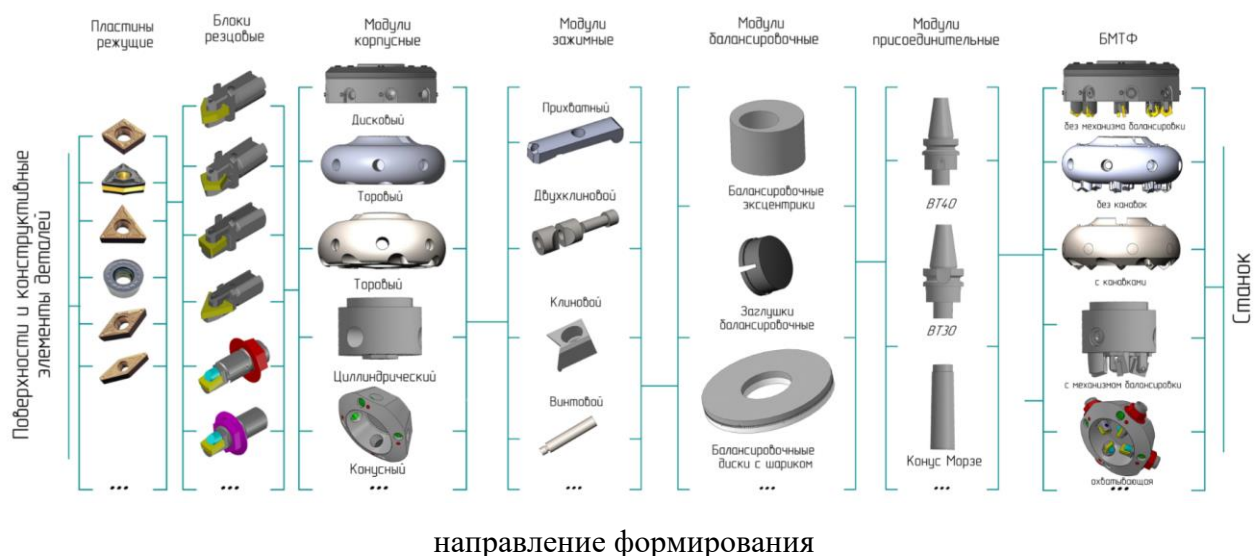 Пластины
режущие
Блоки
резцовые
Модули
корпусные
Модули
зажимные
Модули
балансировочные
Модули
присоединительные
БМТФ
Поверхности и конструктивные
элементы деталей
Дисковый
Торовый
Торовый
Циллиндрический
Конусный
...
...
...
Прихватный
Двухклиновой
Клиновой
Винтовой
...
Балансировочные
эксцентрики
Заглушки
балансировочные
Балансировочные
диски с шариком
...
BT40
BT30
Конус Морзе
...
без механизма балансировки
без канавок
с канавками
с механизмом балансировки
охватывающая
...
Станок
направление формирования